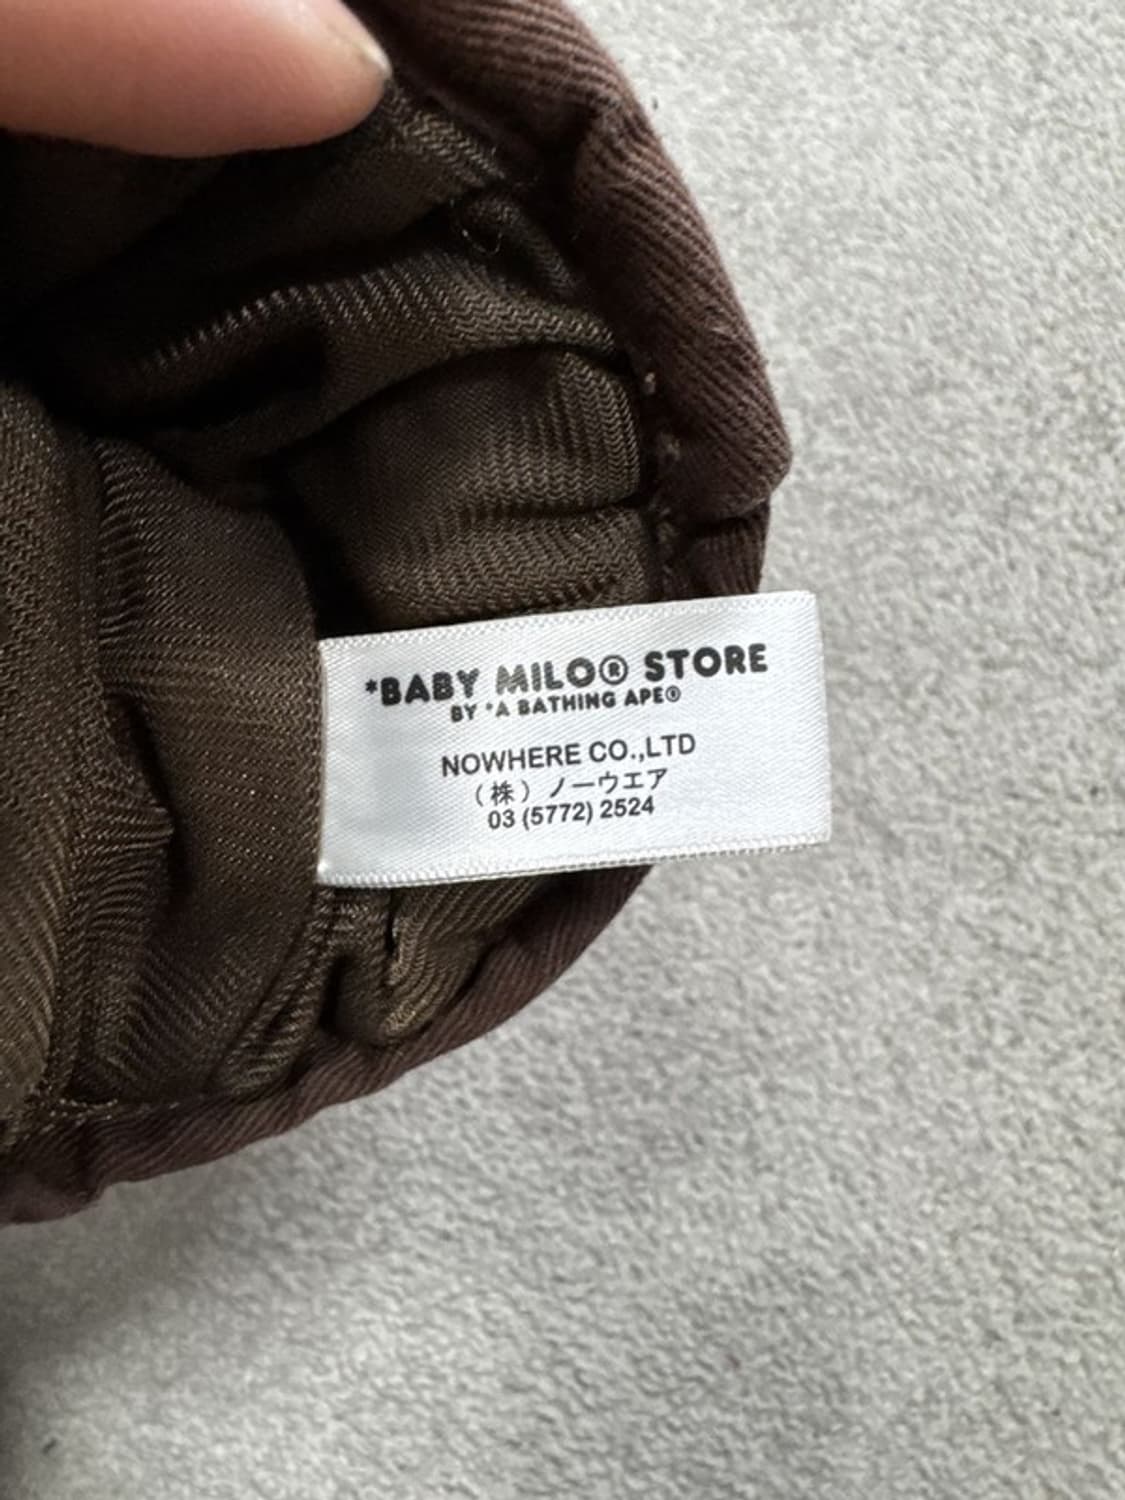 *BABY MILO® STORE
BY *A BATHING APE®
NOWHERE CO.,LTD
（株）ノーウエア
03 (5772) 2524